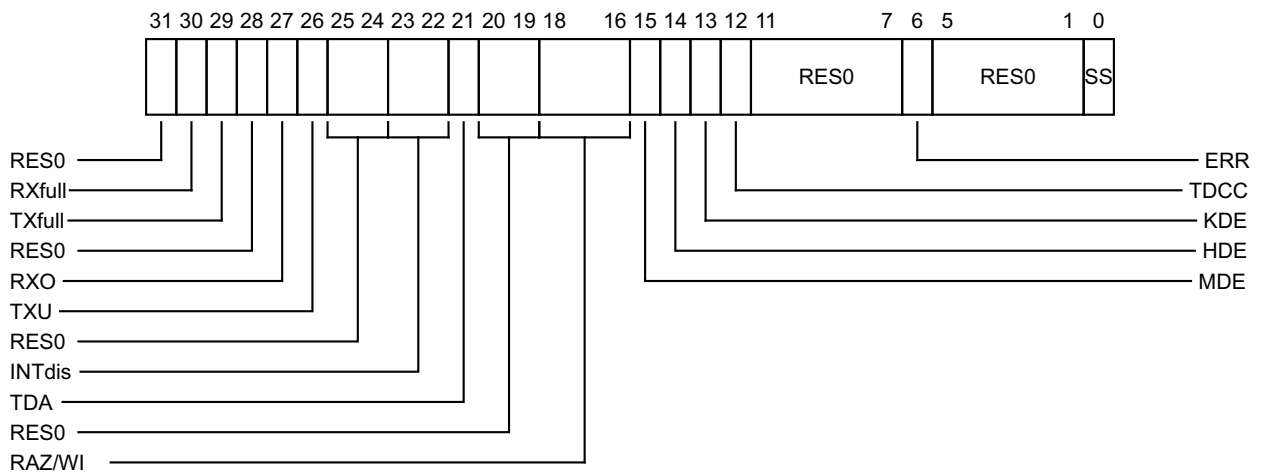 31 30 29 28 27 26 25 24 23 22 21 20 19 18 16 15 14 13 12 11 7 6 5 1 0
RES0 RES0 SS
RES0 ERR
RXfull TDCC
TXfull KDE
RES0 HDE
RXO MDE
TXU
RES0
INTdis
TDA
RES0
RAZ/WI